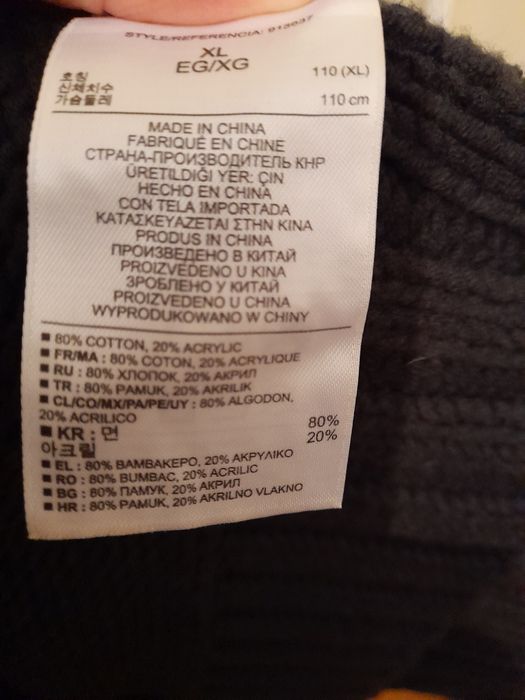 STYLE/REFERENCIA: 915637
XL
EG/XG
호칭 110 (XL)
신체치수
가슴둘레 110 cm
MADE IN CHINA
FABRIQUÉ EN CHINE
СТРАНА-ПРОИЗВОДИТЕЛЬ КНР
ÜRETILDIĞI YER: ÇIN
HECHO EN CHINA
CON TELA IMPORTADA
ΚΑΤΑΣΚΕΥΑΖΕΤΑΙ ΣΤΗΝ ΚΙΝΑ
PRODUS IN CHINA
ПРОИЗВЕДЕНО В КИТАЙ
PROIZVEDENO U KINA
ЗРОБЛЕНО У КИТАЇ
PROIZVEDENO U CHINA
WYPRODUKOWANO W CHINY
■ 80% COTTON, 20% ACRYLIC
■ FR/MA : 80% COTON, 20% ACRYLIQUE
■ RU : 80% ХЛОПОК, 20% АКРИЛ
■ TR : 80% PAMUK, 20% AKRILIK
■ CL/CO/MX/PA/PE/UY : 80% ALGODON,
20% ACRILICO
■ KR : 면 80%
아크릴 20%
■ EL : 80% ΒΑΜΒΑΚΕΡΟ, 20% ΑΚΡΥΛΙΚΟ
■ RO : 80% BUMBAC, 20% ACRILIC
■ BG : 80% ПАМУК, 20% АКРИЛ
■ HR : 80% PAMUK, 20% AKRILNO VLAKNO